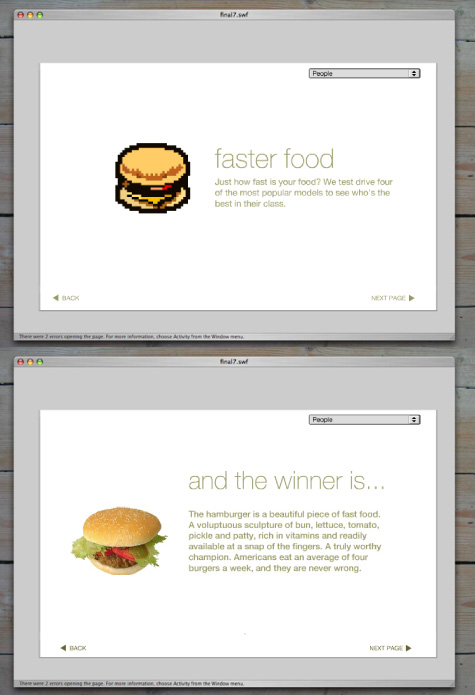 final7.swf
People
faster food
Just how fast is your food? We test drive four
of the most popular models to see who's the
best in their class.
BACK
NEXT PAGE
There were 2 errors opening the page. For more information, choose Activity from the Window menu.
final7.swf
People
and the winner is...
The hamburger is a beautiful piece of fast food.
A voluptuous sculpture of bun, lettuce, tomato,
pickle and patty, rich in vitamins and readily
available at a snap of the fingers. A truly worthy
champion. Americans eat an average of four
burgers a week, and they are never wrong.
BACK
NEXT PAGE
There were 2 errors opening the page. For more information, choose Activity from the Window menu.